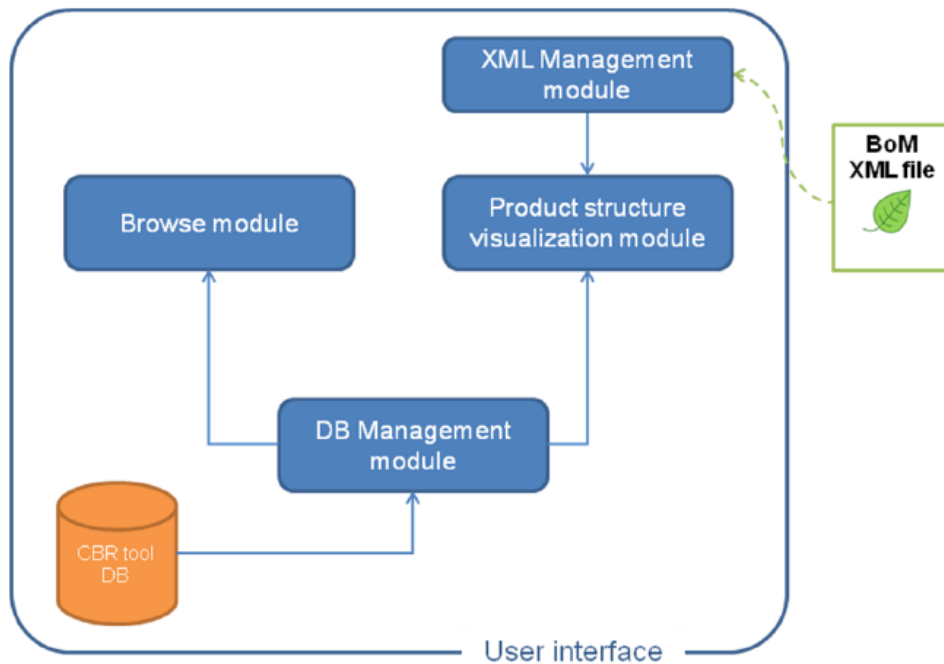 XML Management
module
BoM
XML file
Browse module
Product structure
visualization module
DB Management
module
CBR tool
DB
User interface